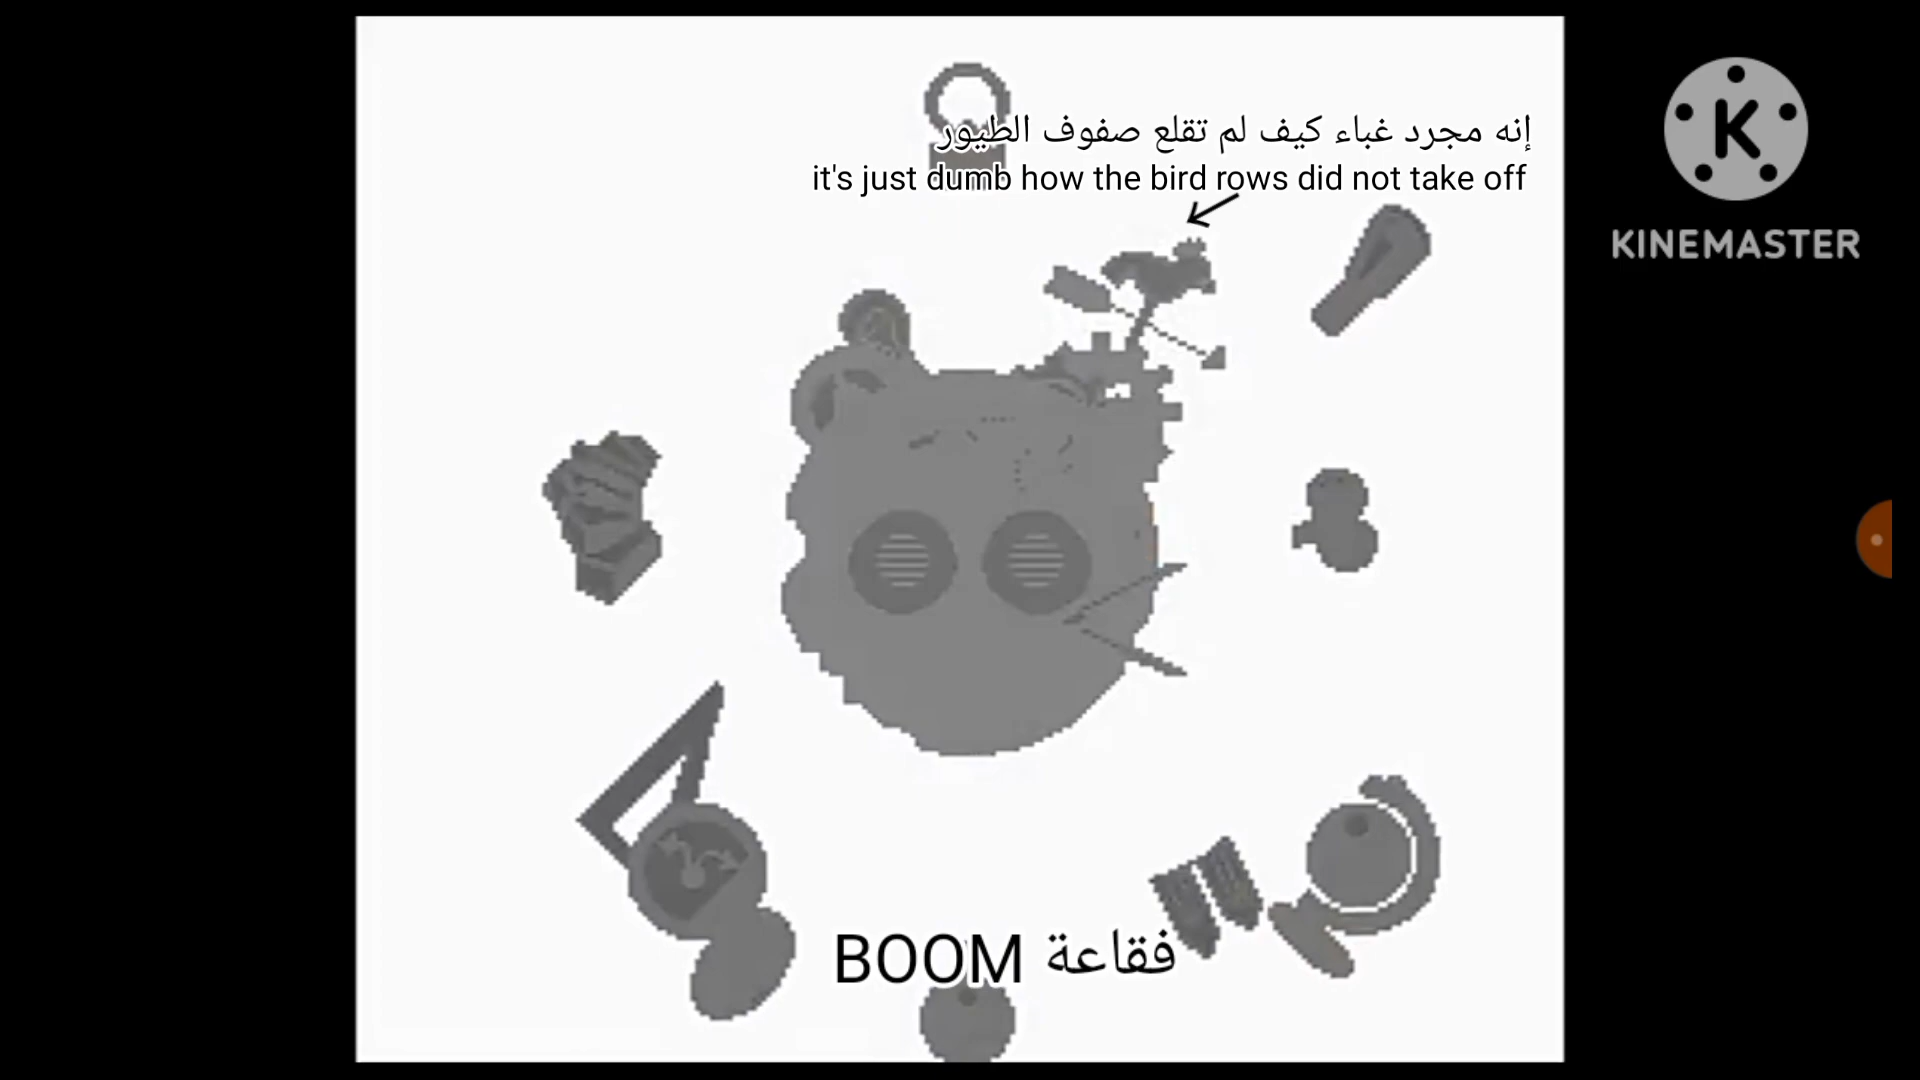 إنه مجرد غباء كيف لم تقلع صفوف الطيور
it's just dumb how the bird rows did not take off
KINEMASTER
BOOM فقاعة